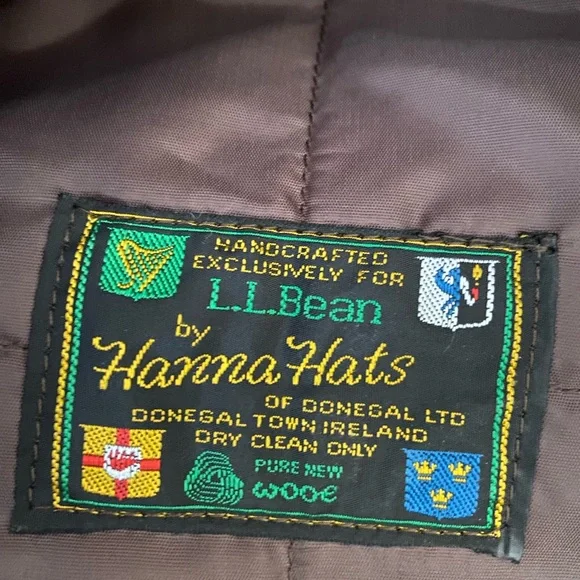 HANDCRAFTED
EXCLUSIVELY FOR
L.L.Bean
by
Hanna Hats
OF DONEGAL LTD
DONEGAL TOWN IRELAND
DRY CLEAN ONLY
PURE NEW
WOOL